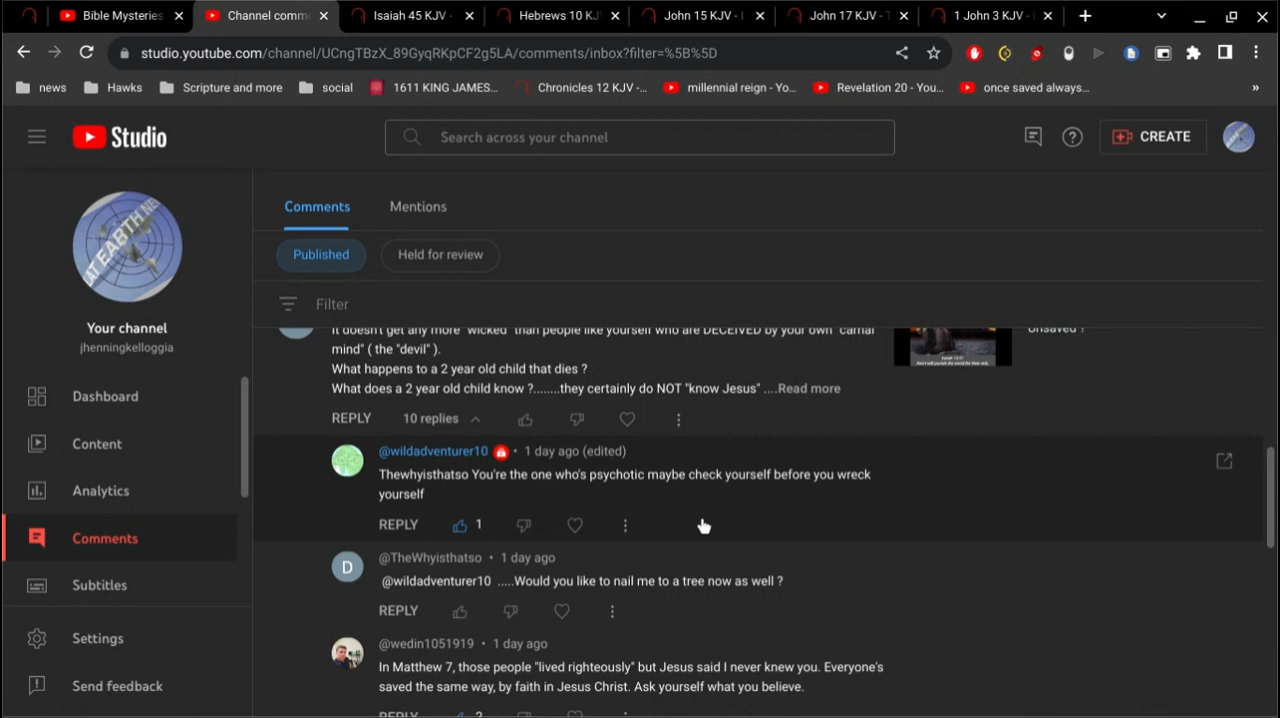 Bible Mysteries
Channel comm
Isaiah 45 KJV -
Hebrews 10 KJV
John 15 KJV -
John 17 KJV -
1 John 3 KJV -
studio.youtube.com/channel/UCngTBzX_89GyqRKpCF2g5LA/comments/inbox?filter=%5B%5D
news
Hawks
Scripture and more
social
1611 KING JAMES...
Chronicles 12 KJV -...
millennial reign - Yo...
Revelation 20 - You...
once saved always...
»
Studio
Search across your channel
CREATE
AT EARTH NE
Your channel
jhenningkelloggia
Dashboard
Content
Analytics
Comments
Subtitles
Settings
Send feedback
Comments
Mentions
Published
Held for review
Filter
It doesn't get any more "wicked" than people like yourself who are DECEIVED by your own "carnal
mind" ( the "devil" ).
What happens to a 2 year old child that dies ?
What does a 2 year old child know ?........they certainly do NOT "know Jesus" ....Read more
Unsaved ?
REPLY 10 replies
@wildadventurer10 • 1 day ago (edited)
Thewhyisthatso You're the one who's psychotic maybe check yourself before you wreck
yourself
REPLY 1
D
@TheWhyisthatso • 1 day ago
@wildadventurer10 .....Would you like to nail me to a tree now as well ?
REPLY
@wedin1051919 • 1 day ago
In Matthew 7, those people "lived righteously" but Jesus said I never knew you. Everyone's
saved the same way, by faith in Jesus Christ. Ask yourself what you believe.
REPLY 2